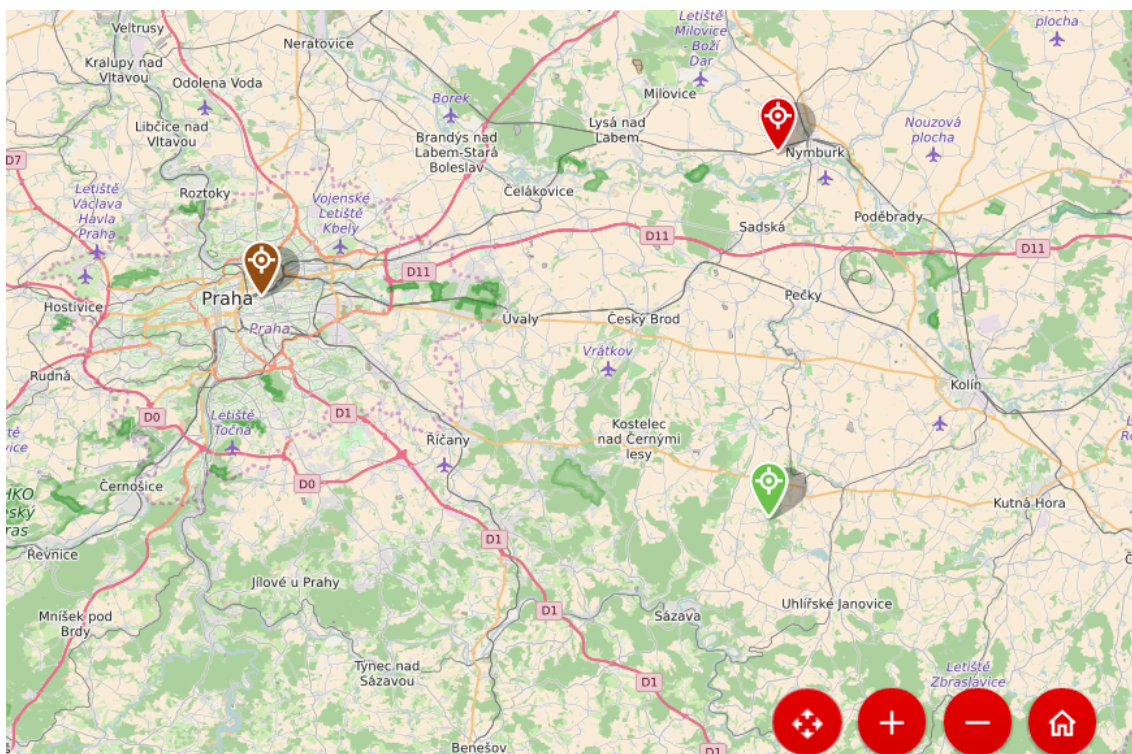 Veltrusy
Kralupy nad
Vltavou
Neratovice
Odolena Voda
Letiště
Milovice
- Boží
Dar
Nouzová
plocha
Milovice
Borek
Libčice nad
Vltavou
Brandýs nad
Labem-Stará
Boleslav
Lysá nad
Labem
Nouzová
plocha
Nymburk
D7
Letiště
Václava
Havla
Praha
Roztoky
Vojenské
Letiště
Kbely
Čelákovice
Sadská
Poděbrady
D11
D11
D11
Praha
Praha
Hostivice
Úvaly
Český Brod
Pečky
Vrátkov
Rudná
Kolín
D0
Letiště
Točná
D1
Říčany
Kostelec
nad Černými
lesy
D0
Černošice
Kutná Hora
Řevnice
D1
Jílové u Prahy
Mníšek pod
Brdy
D1
Sázava
Uhlířské Janovice
Týnec nad
Sázavou
D1
Letiště
Zbraslavice
Benešov
D1